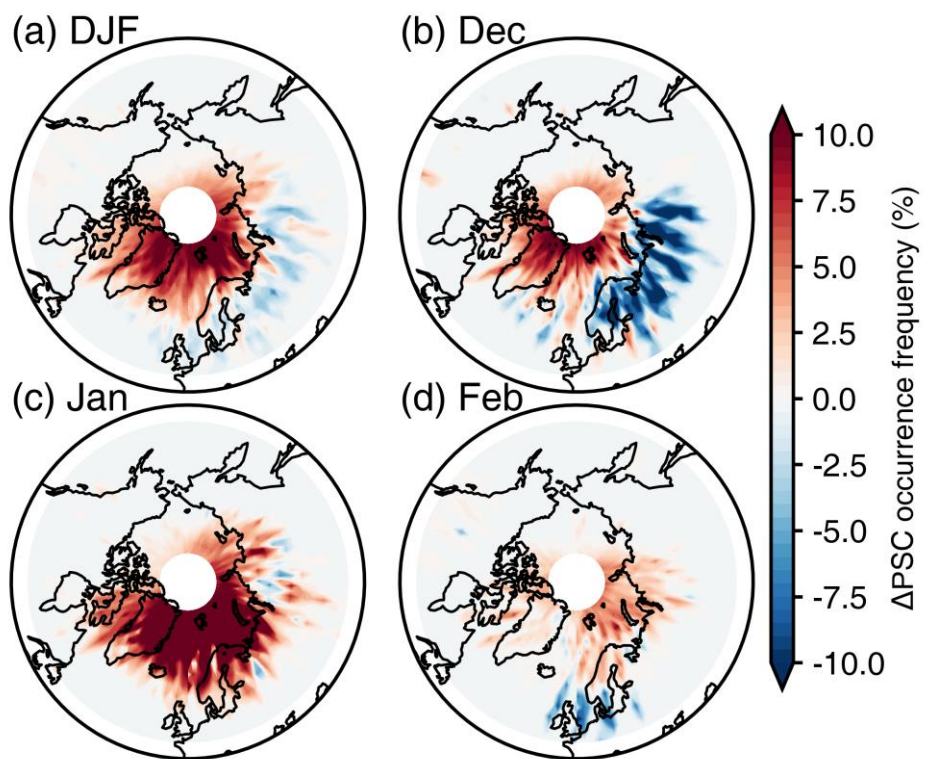 (a) DJF
(b) Dec
(c) Jan
(d) Feb
10.0
7.5
5.0
2.5
0.0
-2.5
-5.0
-7.5
-10.0
ΔPSC occurrence frequency (%)